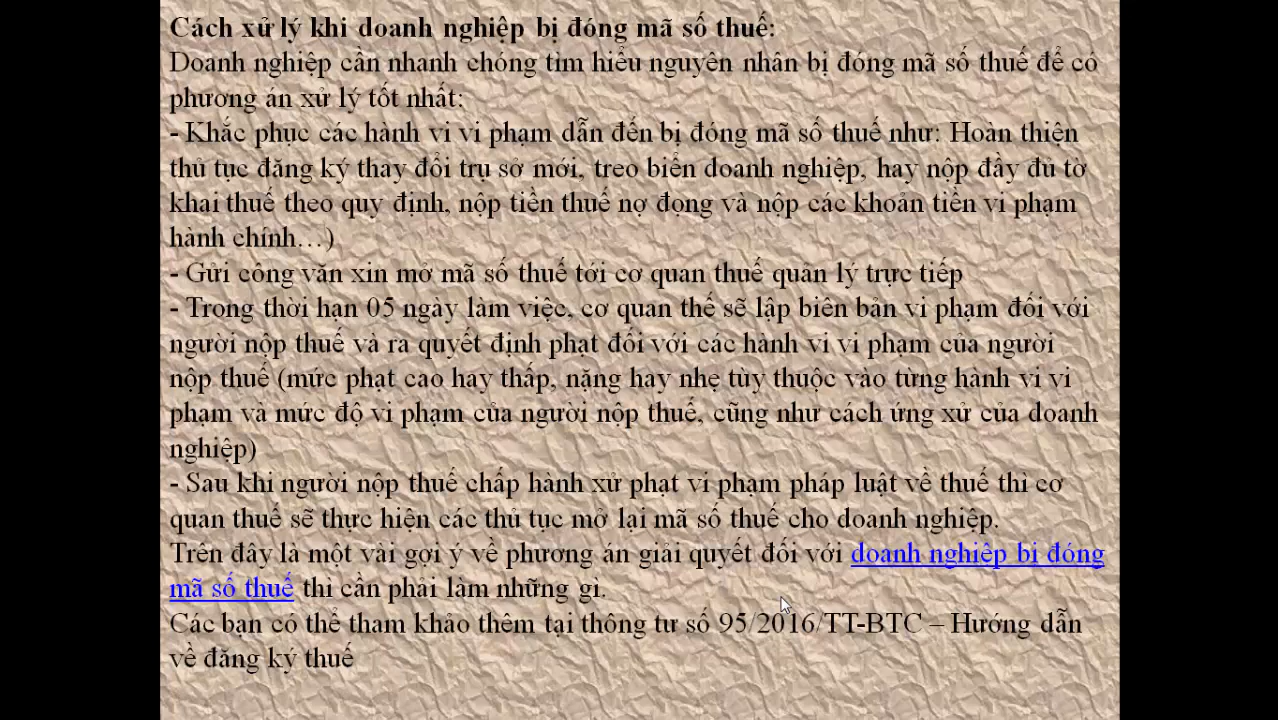 Cách xử lý khi doanh nghiệp bị đóng mã số thuế:
Doanh nghiệp cần nhanh chóng tìm hiểu nguyên nhân bị đóng mã số thuế để có
phương án xử lý tốt nhất:
- Khắc phục các hành vi vi phạm dẫn đến bị đóng mã số thuế như: Hoàn thiện
thủ tục đăng ký thay đổi trụ sở mới, treo biển doanh nghiệp, hay nộp đầy đủ tờ
khai thuế theo quy định, nộp tiền thuế nợ đọng và nộp các khoản tiền vi phạm
hành chính…)
- Gửi công văn xin mở mã số thuế tới cơ quan thuế quản lý trực tiếp
- Trong thời hạn 05 ngày làm việc, cơ quan thế sẽ lập biên bản vi phạm đối với
người nộp thuế và ra quyết định phạt đối với các hành vi vi phạm của người
nộp thuế (mức phạt cao hay thấp, nặng hay nhẹ tùy thuộc vào từng hành vi vi
phạm và mức độ vi phạm của người nộp thuế, cũng như cách ứng xử của doanh
nghiệp)
- Sau khi người nộp thuế chấp hành xử phạt vi phạm pháp luật về thuế thì cơ
quan thuế sẽ thực hiện các thủ tục mở lại mã số thuế cho doanh nghiệp.
Trên đây là một vài gợi ý về phương án giải quyết đối với doanh nghiệp bị đóng
mã số thuế thì cần phải làm những gì.
Các bạn có thể tham khảo thêm tại thông tư số 95/2016/TT-BTC – Hướng dẫn
về đăng ký thuế